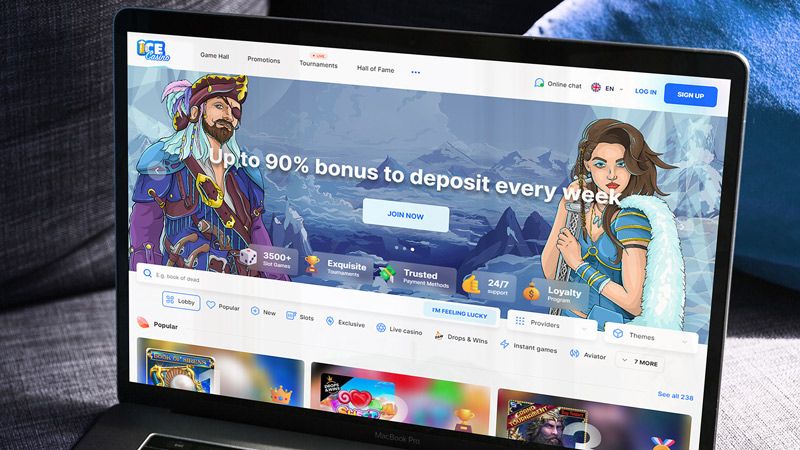 ICE
Casino
Game Hall
Promotions
LIVE
Tournaments
Hall of Fame
Online chat
EN
LOG IN
SIGN UP
Up to 90% bonus to deposit every week
JOIN NOW
3500+
Slot Games
Exquisite
Tournaments
Trusted
Payment Methods
24/7
support
Loyalty
Program
E.g. book of dead
I'M FEELING LUCKY
Providers
Themes
Lobby
Popular
New
Slots
Exclusive
Live casino
Drops & Wins
Instant games
Aviator
7 MORE
Popular
See all 238
DROPS
& WINS
MacBook Pro